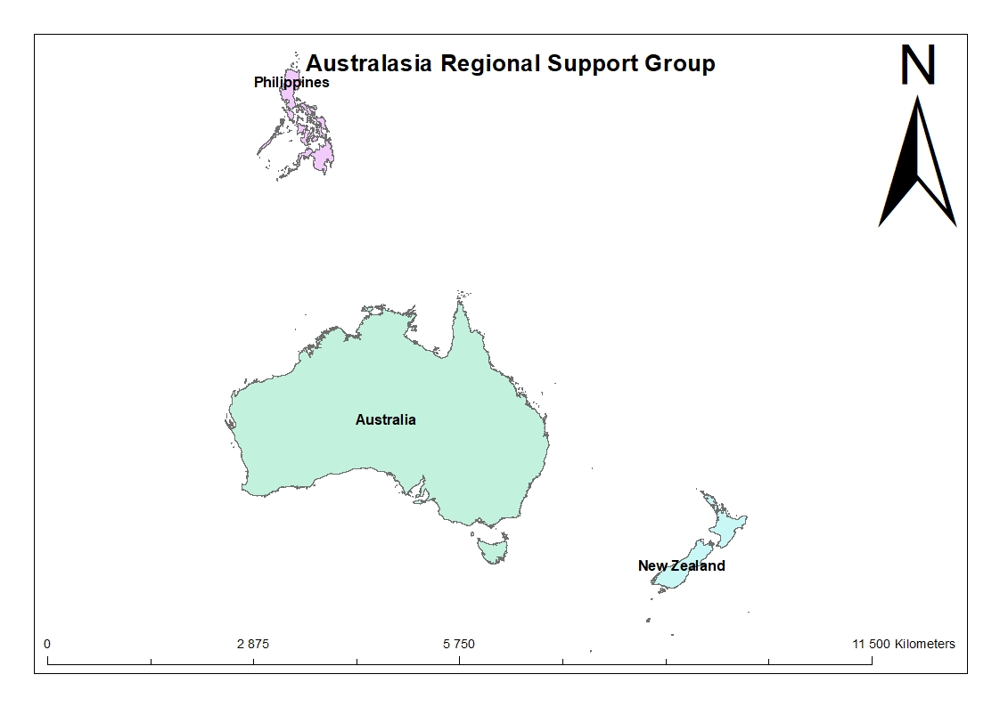 Australasia Regional Support Group
N
Philippines
Australia
New Zealand
0 2 875 5 750 11 500 Kilometers